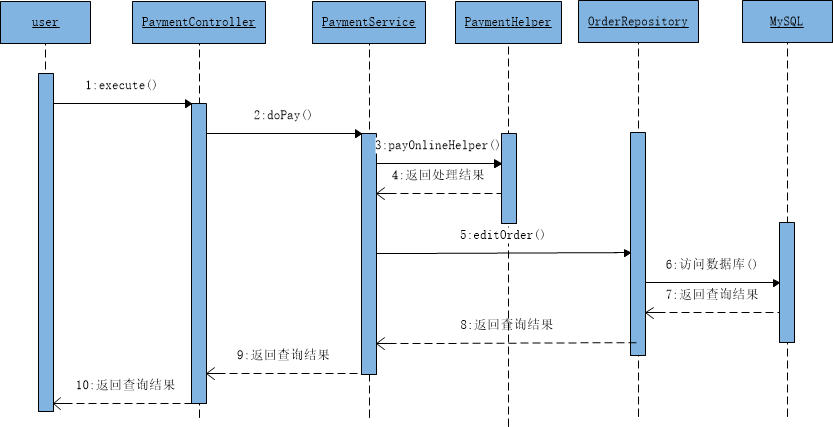 user
PaymentController
PaymentService
PaymentHelper
OrderRepository
MySQL
1:execute()
2:doPay()
3:payOnlineHelper()
4:返回处理结果
5:editOrder()
6:访问数据库()
7:返回查询结果
8:返回查询结果
9:返回查询结果
10:返回查询结果